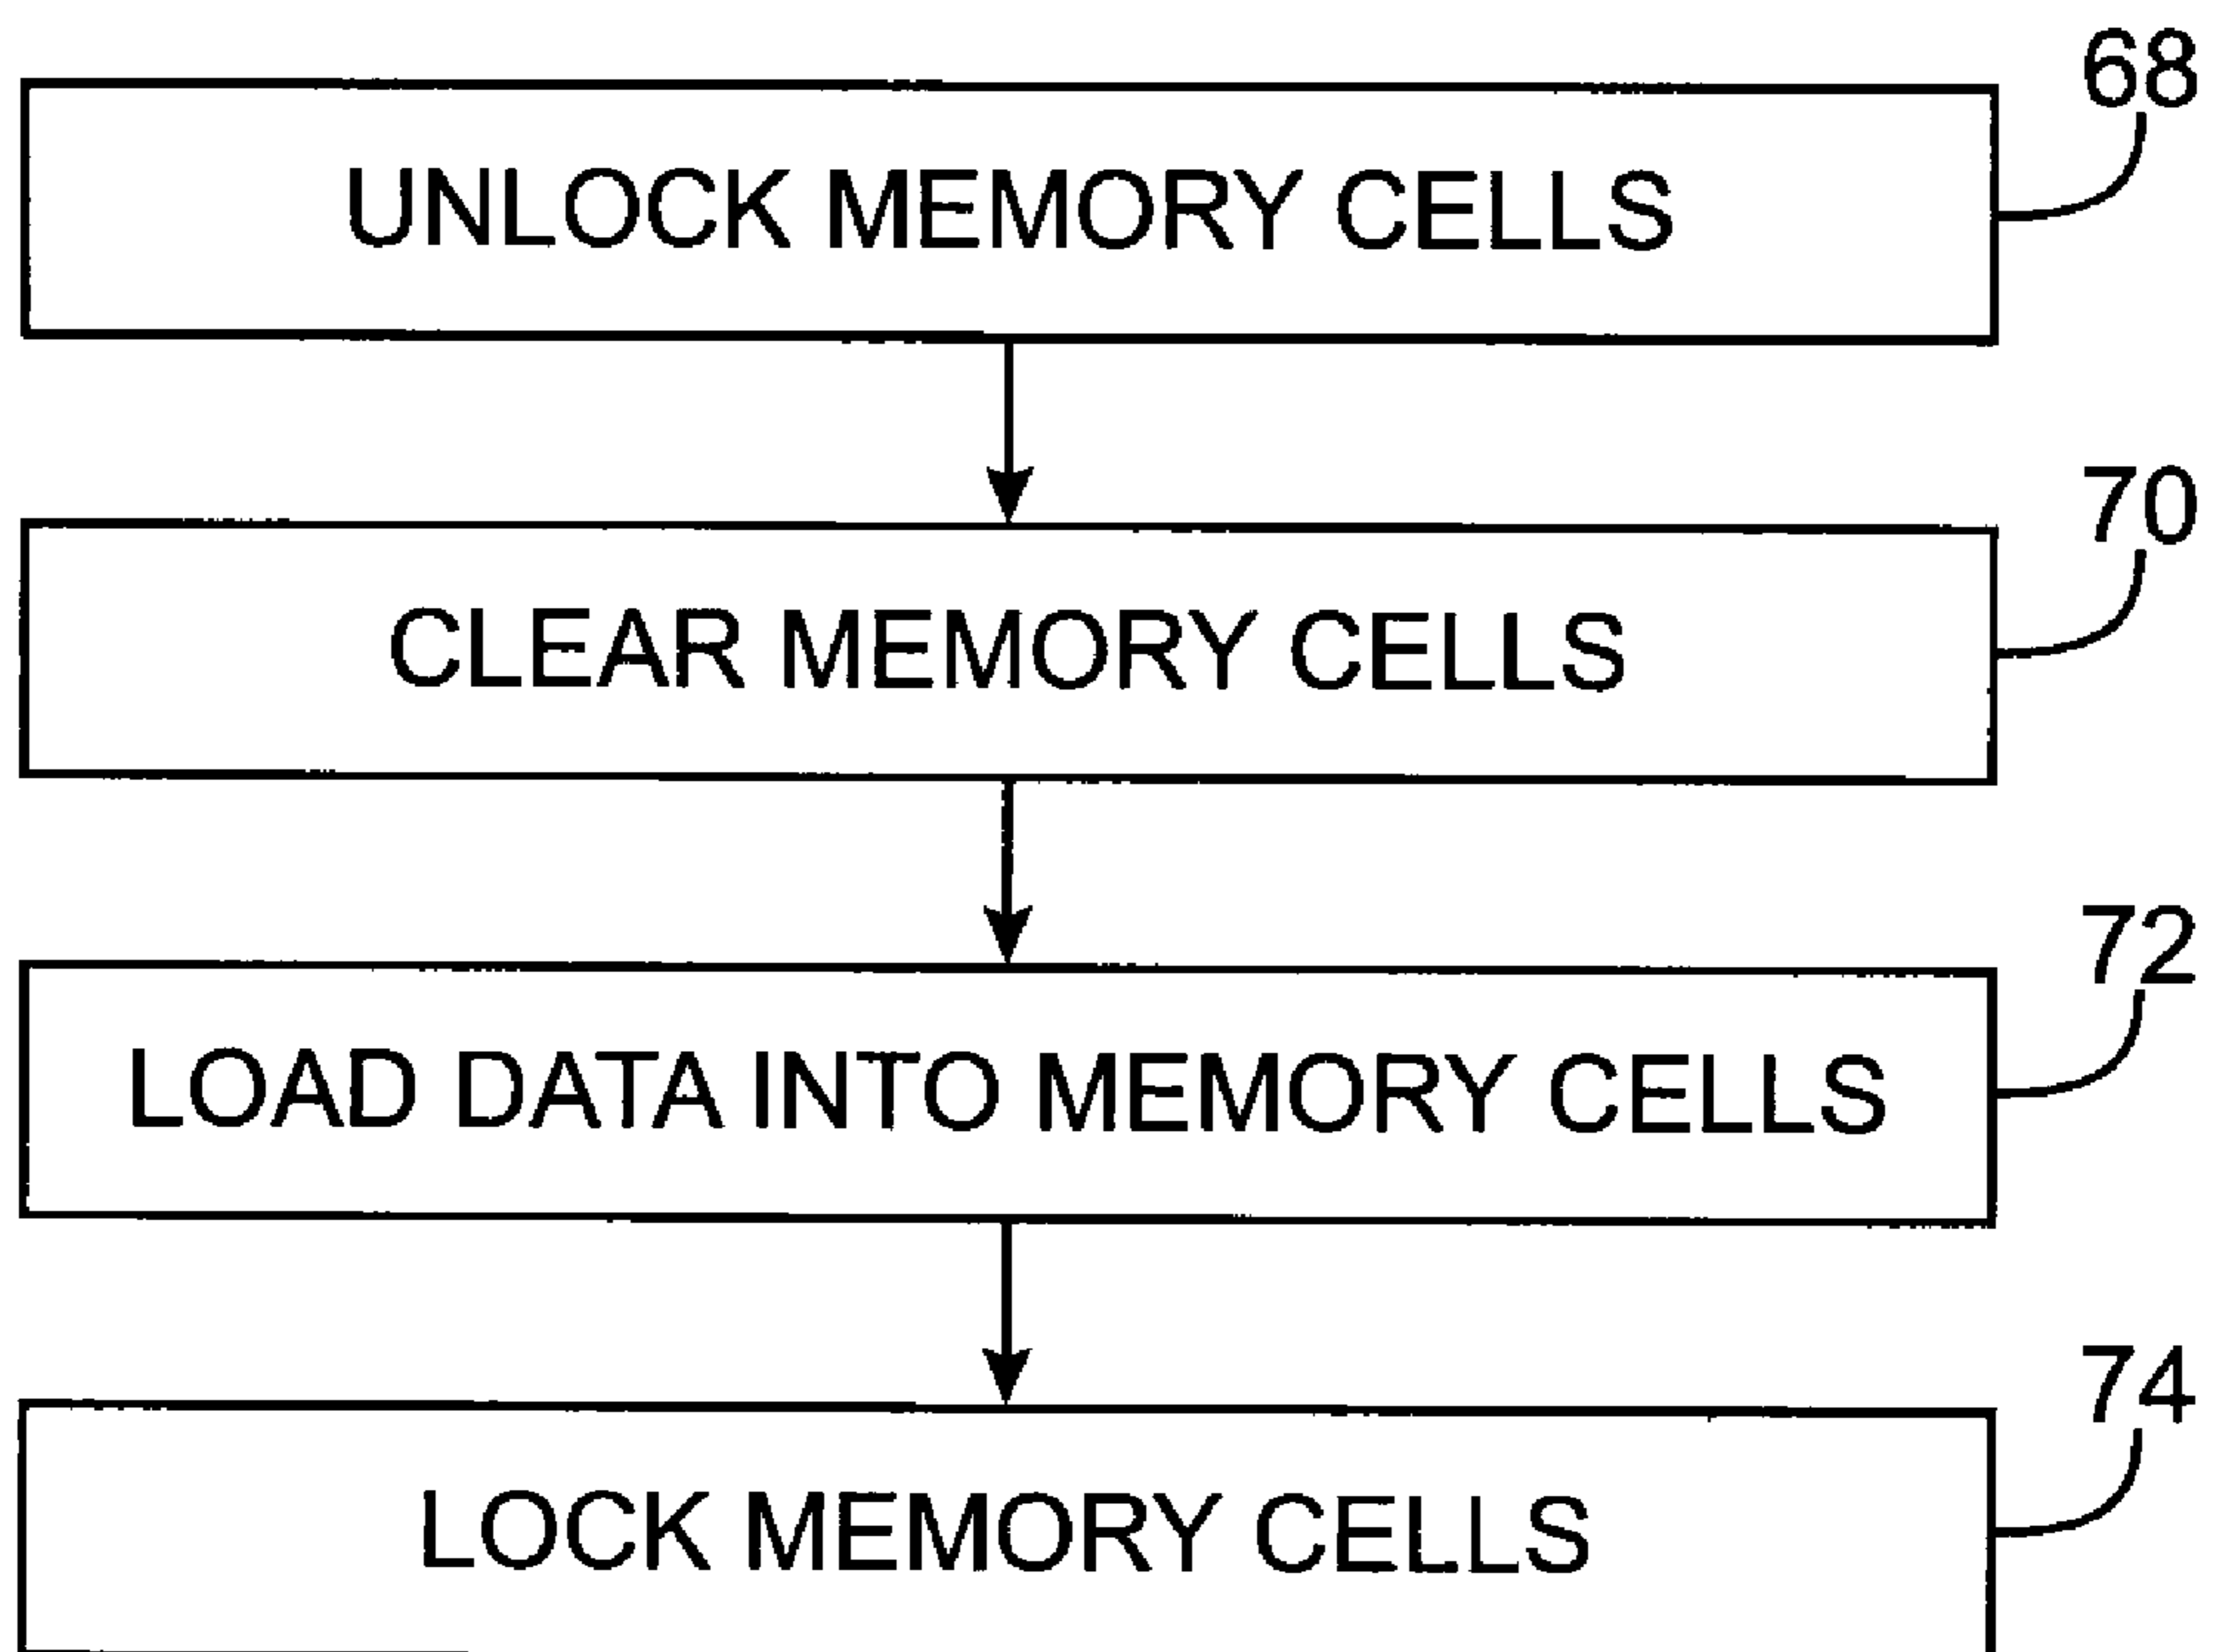 68
UNLOCK MEMORY CELLS
70
CLEAR MEMORY CELLS
72
LOAD DATA INTO MEMORY CELLS
74
LOCK MEMORY CELLS